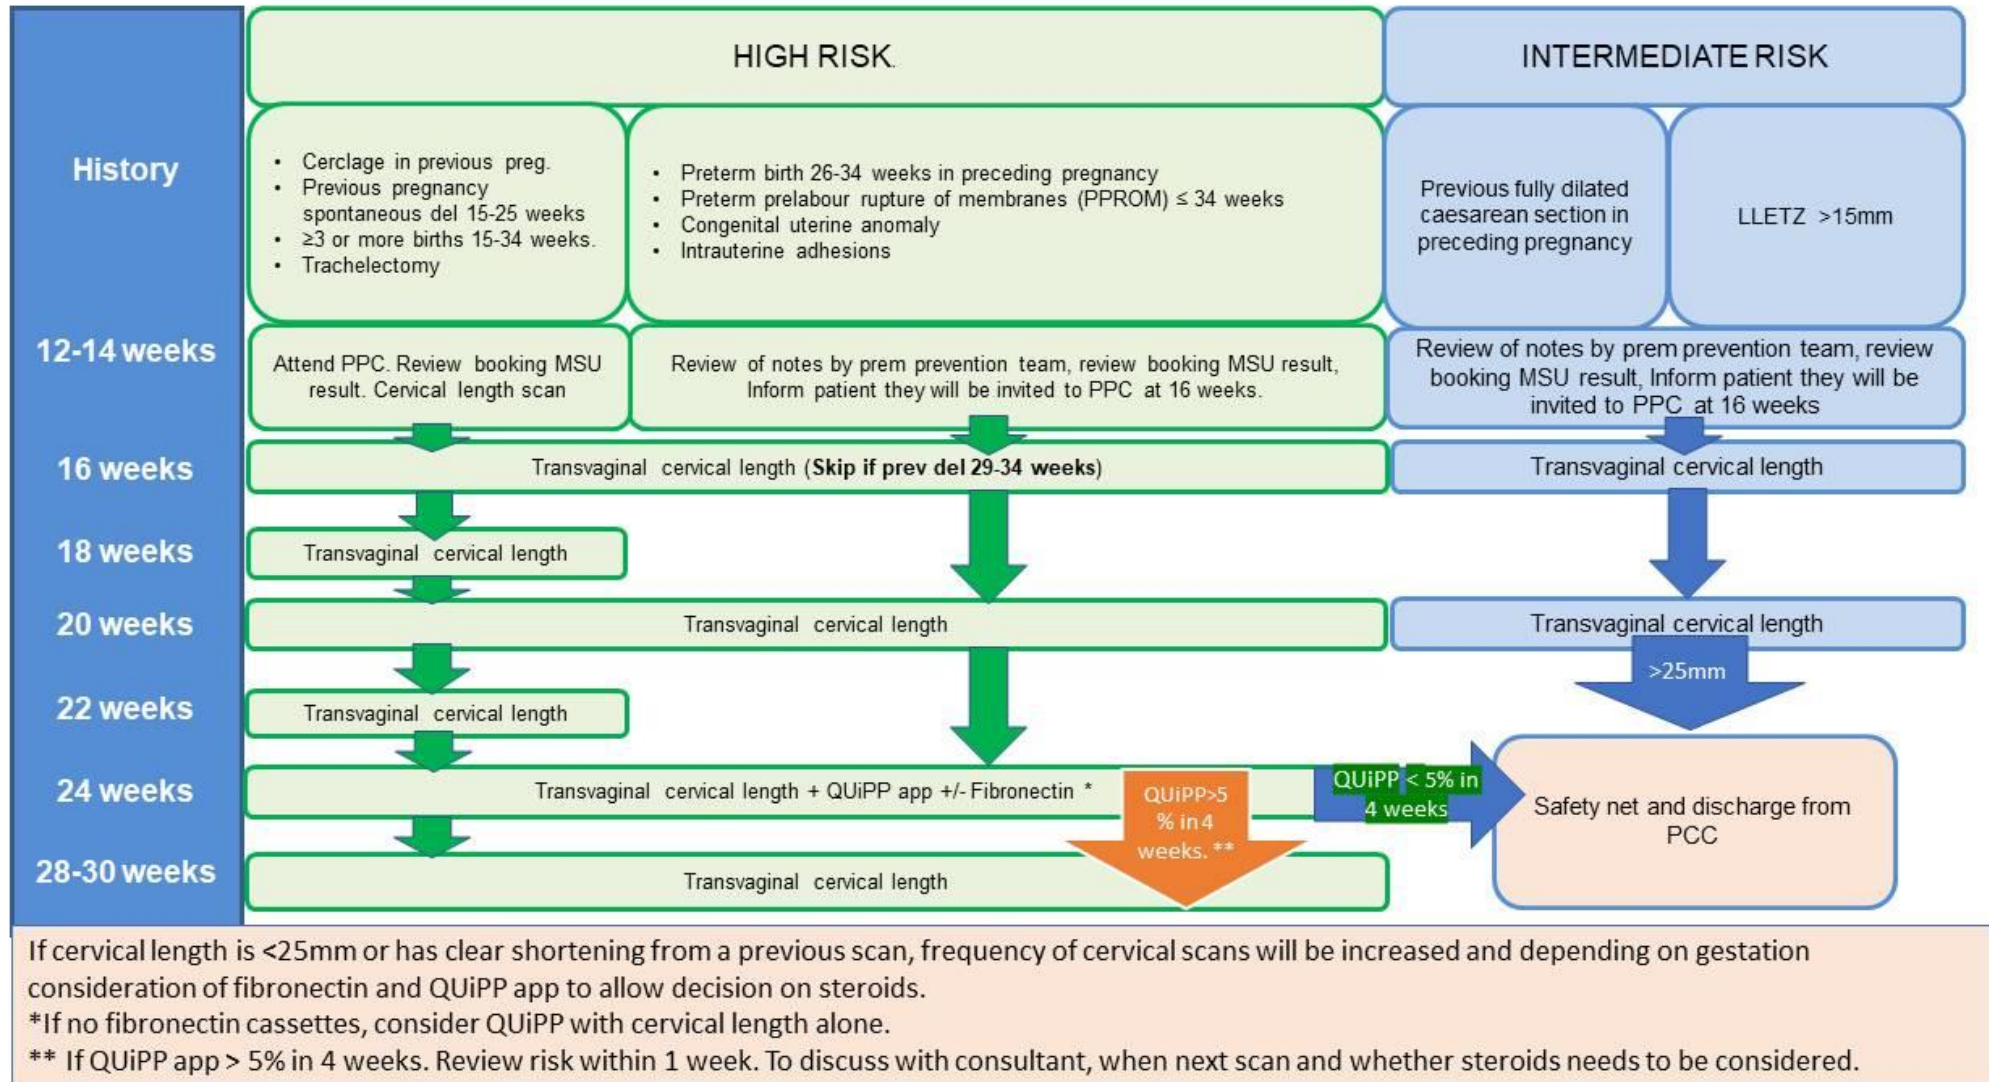 HIGH RISK.
INTERMEDIATE RISK
History
• Cerclage in previous preg.
• Previous pregnancy
spontaneous del 15-25 weeks
• ≥3 or more births 15-34 weeks.
• Trachelectomy
• Preterm birth 26-34 weeks in preceding pregnancy
• Preterm prelabour rupture of membranes (PPROM) ≤ 34 weeks
• Congenital uterine anomaly
• Intrauterine adhesions
Previous fully dilated
caesarean section in
preceding pregnancy
LLETZ >15mm
12-14 weeks
Attend PPC. Review booking MSU
result. Cervical length scan
Review of notes by prem prevention team, review booking MSU result,
Inform patient they will be invited to PPC at 16 weeks.
Review of notes by prem prevention team, review
booking MSU result, Inform patient they will be
invited to PPC at 16 weeks
16 weeks
Transvaginal cervical length (Skip if prev del 29-34 weeks)
Transvaginal cervical length
18 weeks
Transvaginal cervical length
20 weeks
Transvaginal cervical length
Transvaginal cervical length
>25mm
22 weeks
Transvaginal cervical length
24 weeks
Transvaginal cervical length + QUiPP app +/- Fibronectin *
QUiPP>5
% in 4
weeks. **
QUiPP < 5% in
4 weeks
Safety net and discharge from
PCC
28-30 weeks
Transvaginal cervical length
If cervical length is <25mm or has clear shortening from a previous scan, frequency of cervical scans will be increased and depending on gestation
consideration of fibronectin and QUiPP app to allow decision on steroids.
*If no fibronectin cassettes, consider QUiPP with cervical length alone.
** If QUiPP app > 5% in 4 weeks. Review risk within 1 week. To discuss with consultant, when next scan and whether steroids needs to be considered.